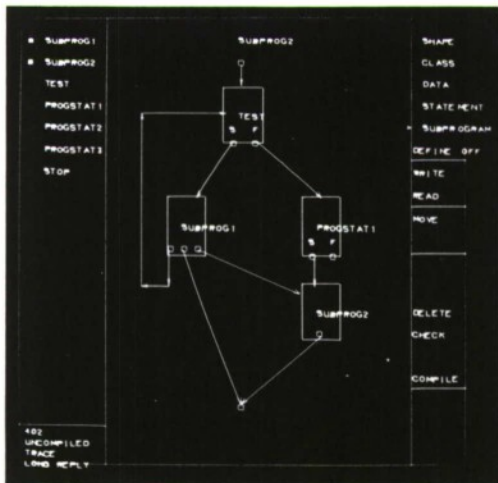 SUBPROG1
SUBPROG2
TEST
PROGSTAT1
PROGSTAT2
PROGSTAT3
STOP
SUBPROG2
TEST
S F
SUBPROG1
PROGSTAT1
S F
SUBPROG2
SHAPE
CLASS
DATA
STATEMENT
SUBPROGRAM
DEFINE OFF
WRITE
READ
MOVE
DELETE
CHECK
COMPILE
402
UNCOMPILED
TRACE
LONG REPLY